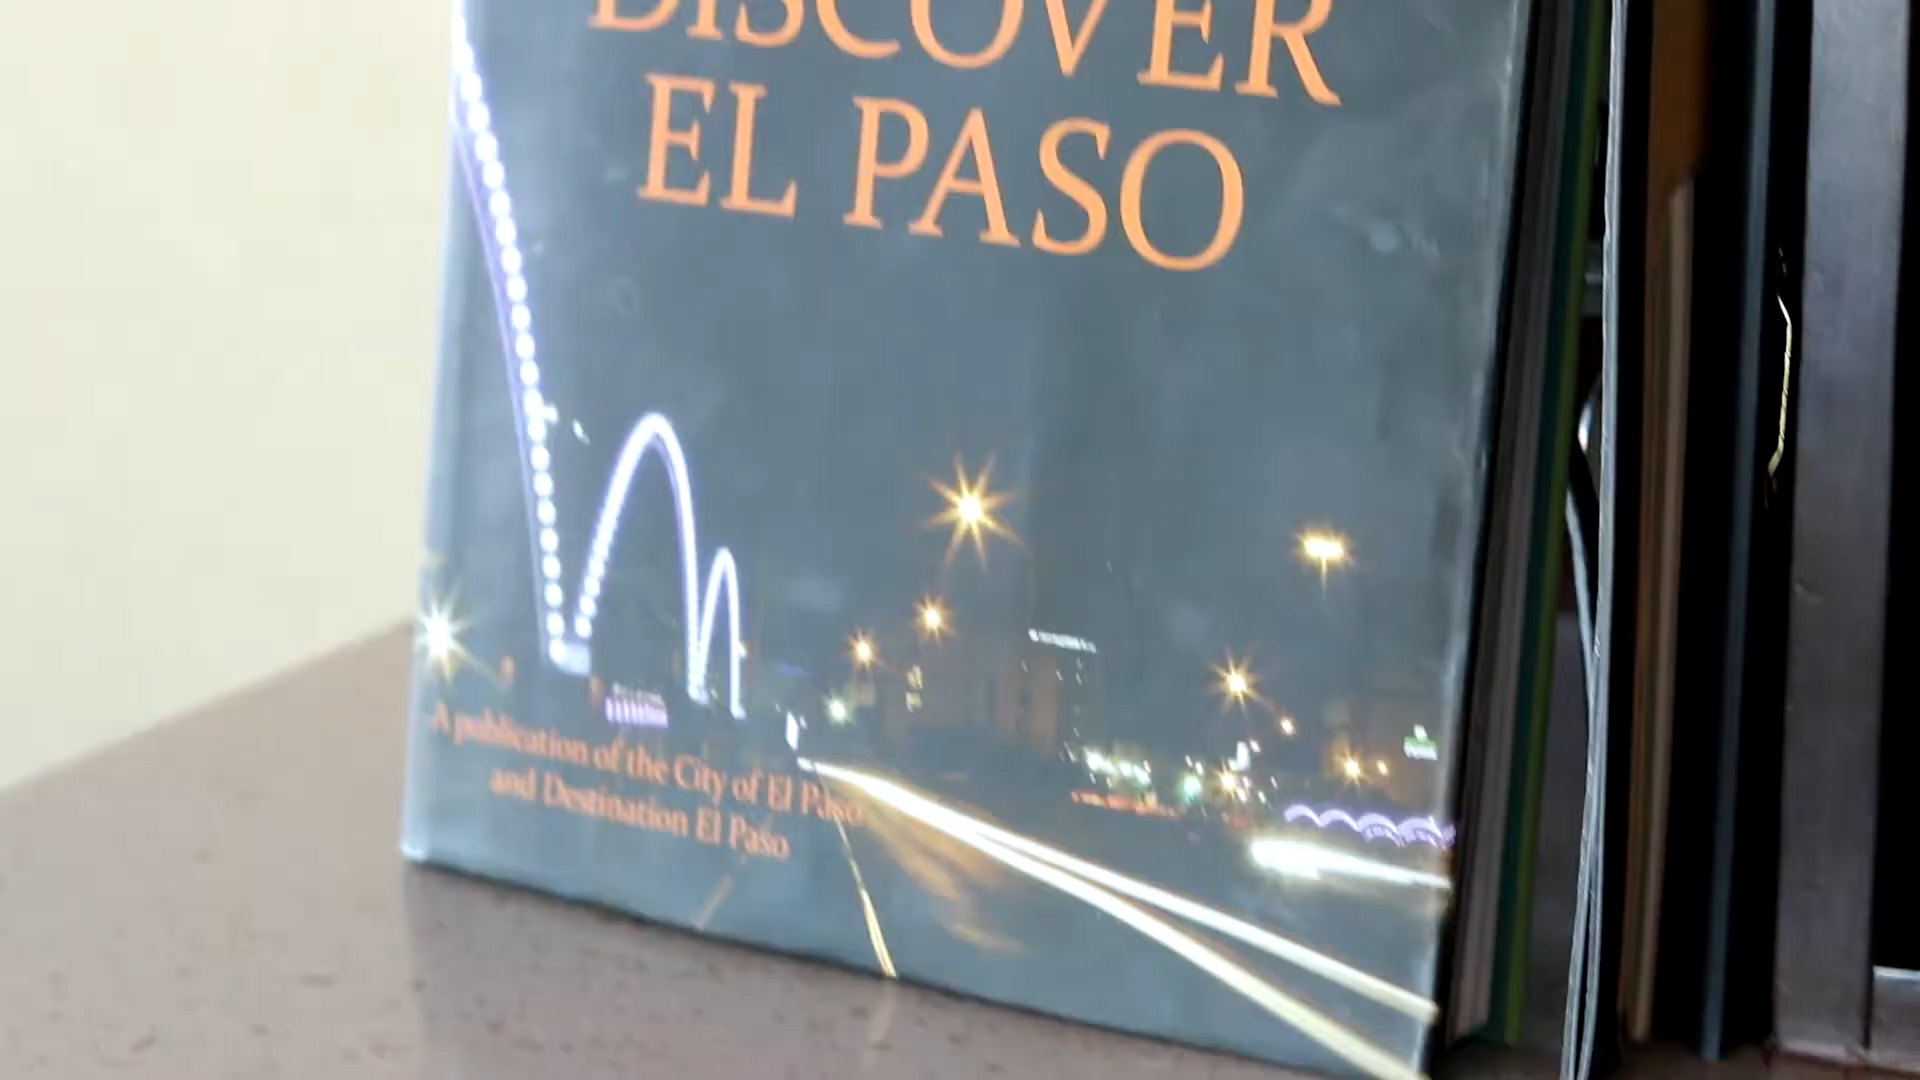 DISCOVER
EL PASO
A publication of the City of El Paso
and Destination El Paso